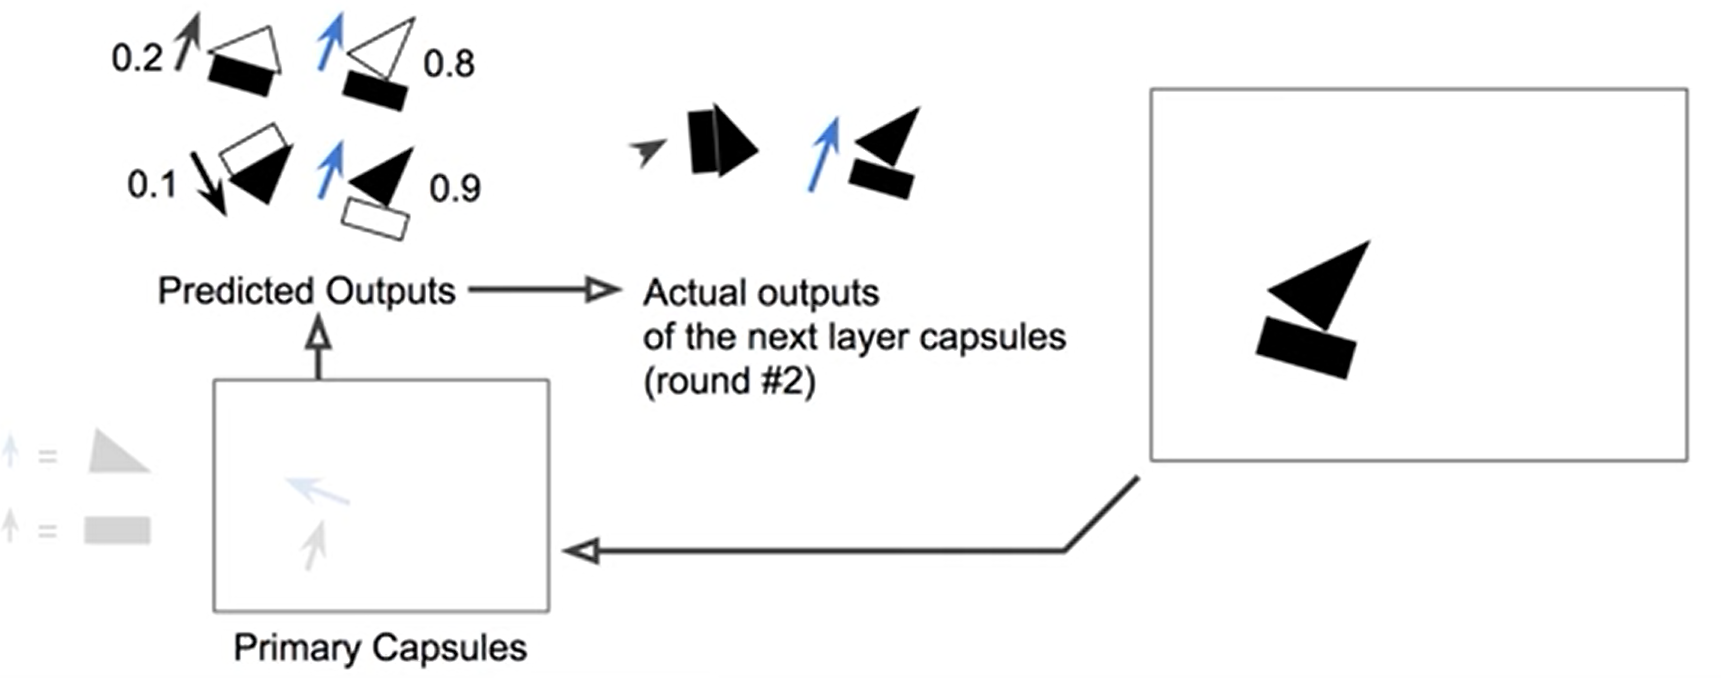 0.2
0.8
0.1
0.9
Predicted Outputs
Actual outputs
of the next layer capsules
(round #2)
=
=
Primary Capsules